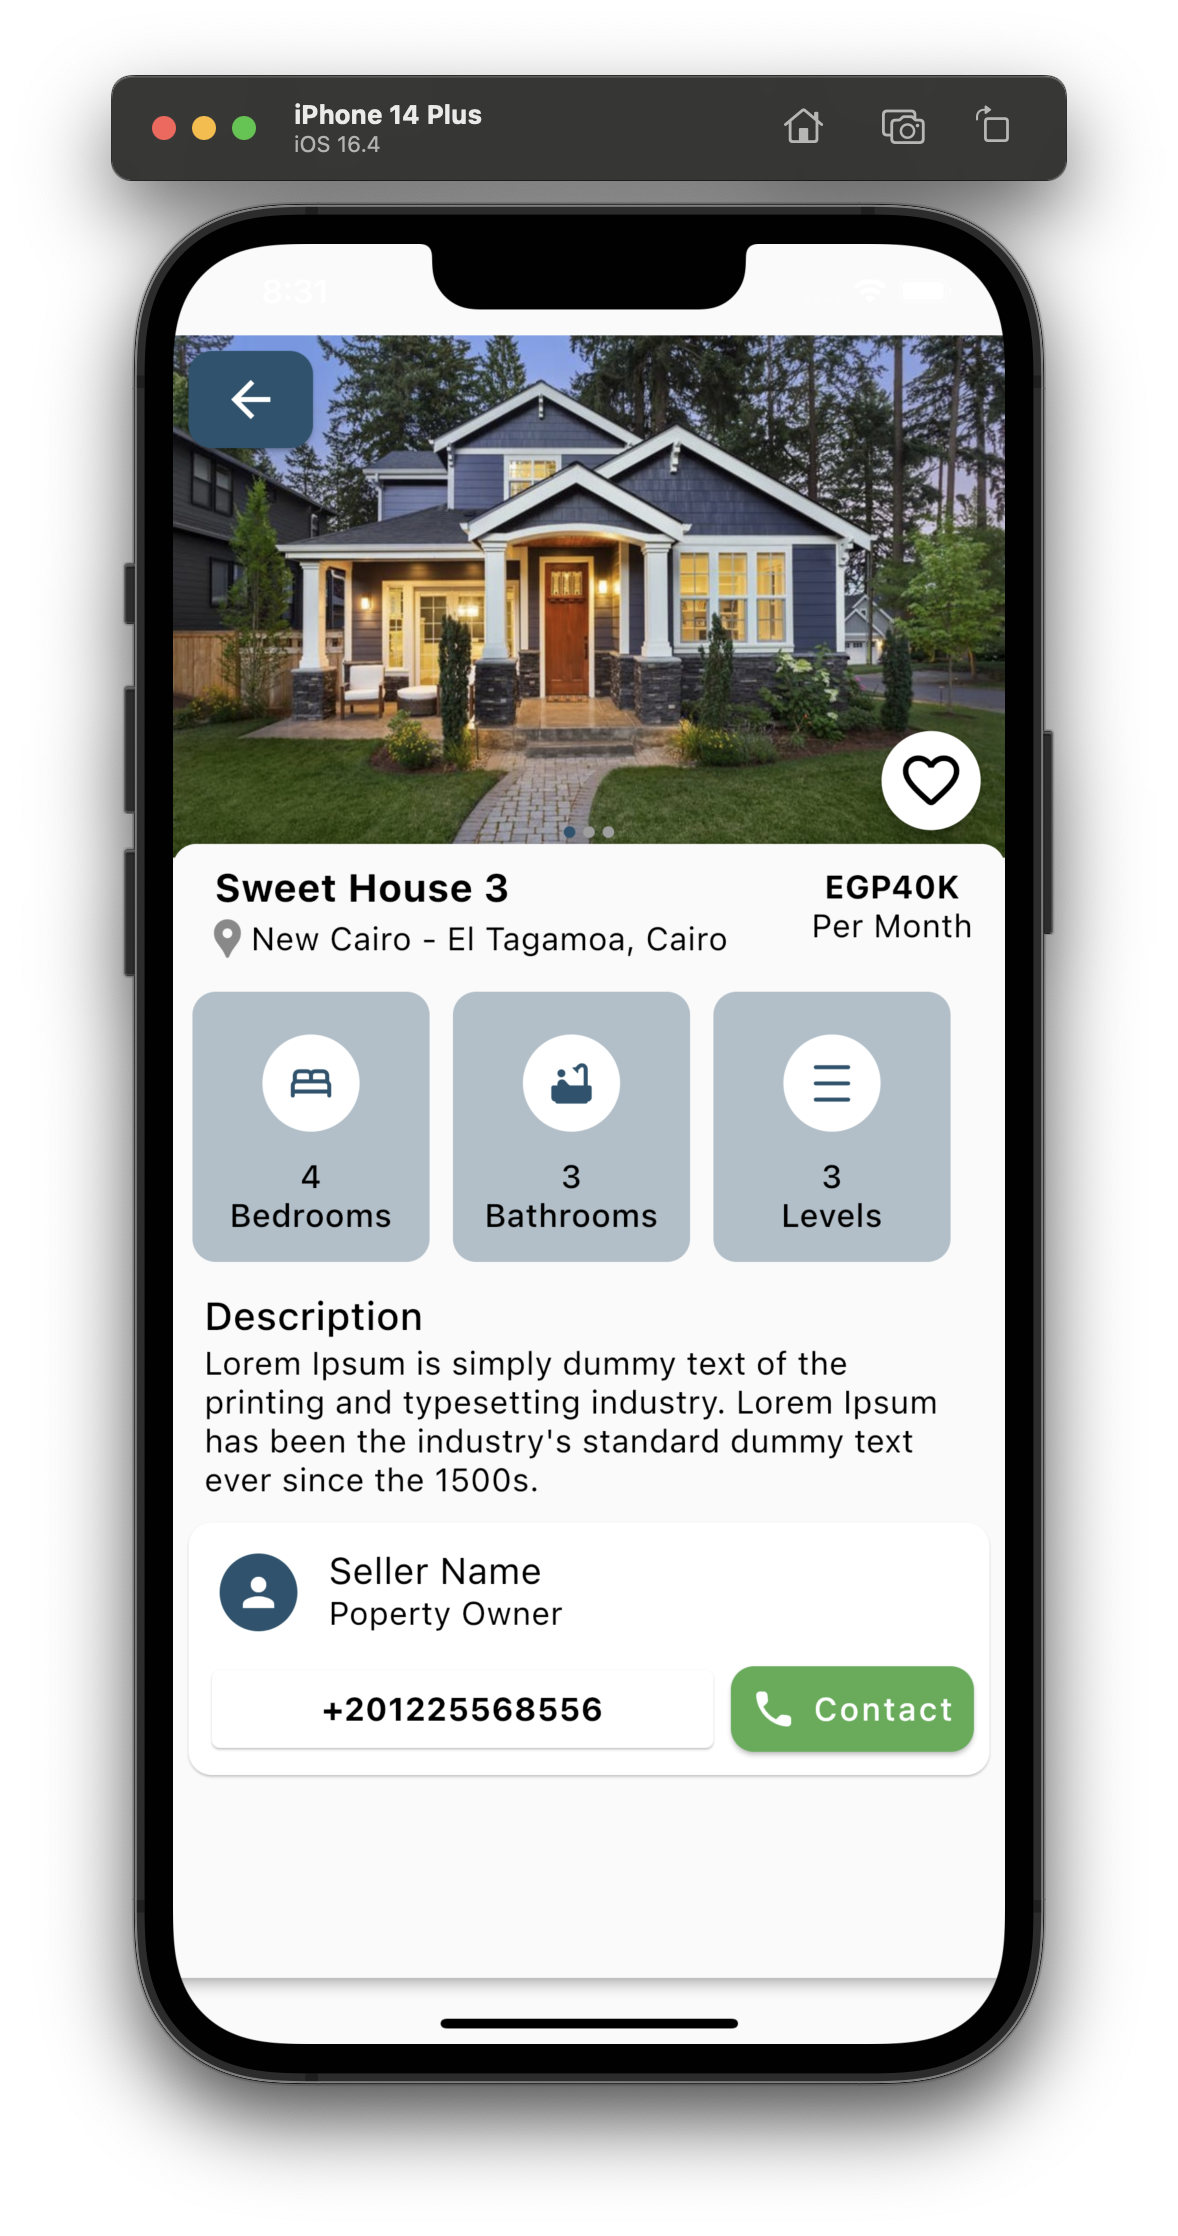 iPhone 14 Plus
iOS 16.4
8:31
Sweet House 3
EGP40K
New Cairo - El Tagamoa, Cairo
Per Month
4
Bedrooms
3
Bathrooms
3
Levels
Description
Lorem Ipsum is simply dummy text of the
printing and typesetting industry. Lorem Ipsum
has been the industry's standard dummy text
ever since the 1500s.
Seller Name
Poperty Owner
+201225568556
Contact